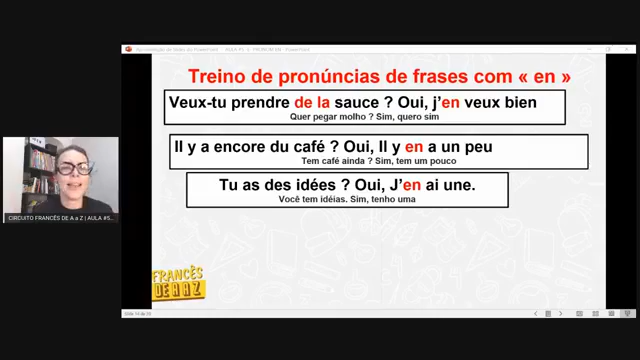 Treino de pronúncias de frases com « en »
Veux-tu prendre de la sauce ? Oui, j'en veux bien
Quer pegar molho ? Sim, quero sim
Il y a encore du café ? Oui, Il y en a un peu
Tem café ainda ? Sim, tem um pouco
Tu as des idées ? Oui, J'en ai une.
Você tem idéias. Sim, tenho uma
CIRCUITO FRANCÊS DE A a Z | AULA #5...
FRANCÊS
DE A A Z